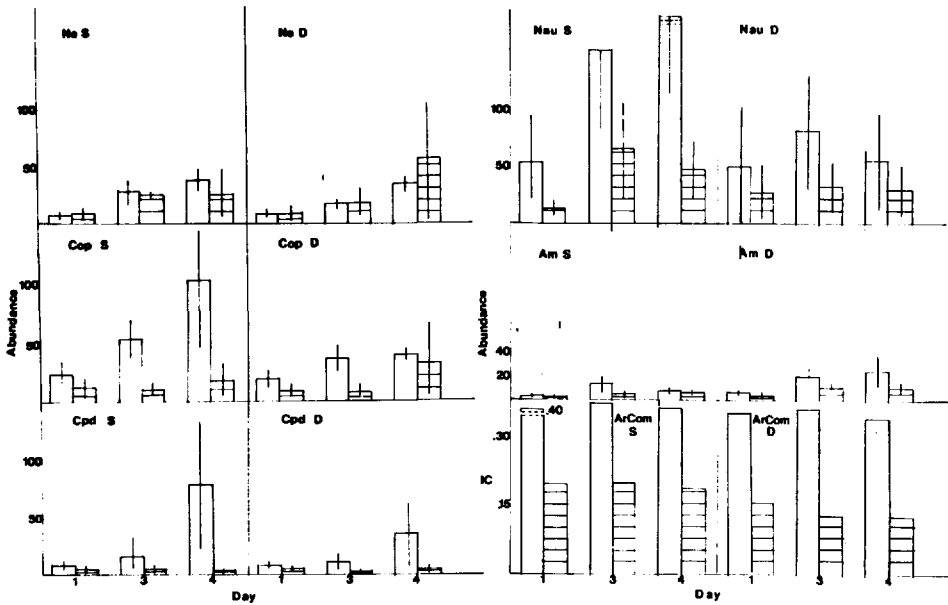 Ne S
Ne D
100
50
Cop S
Cop D
100
50
Abundance
Cpd S
Cpd D
100
50
1
3
4
1
3
4
Day
Nau S
Nau D
100
50
Am S
Am D
40
20
Abundance
.40
ArCom
S
ArCom
D
.30
IC
.15
1
3
4
1
3
4
Day